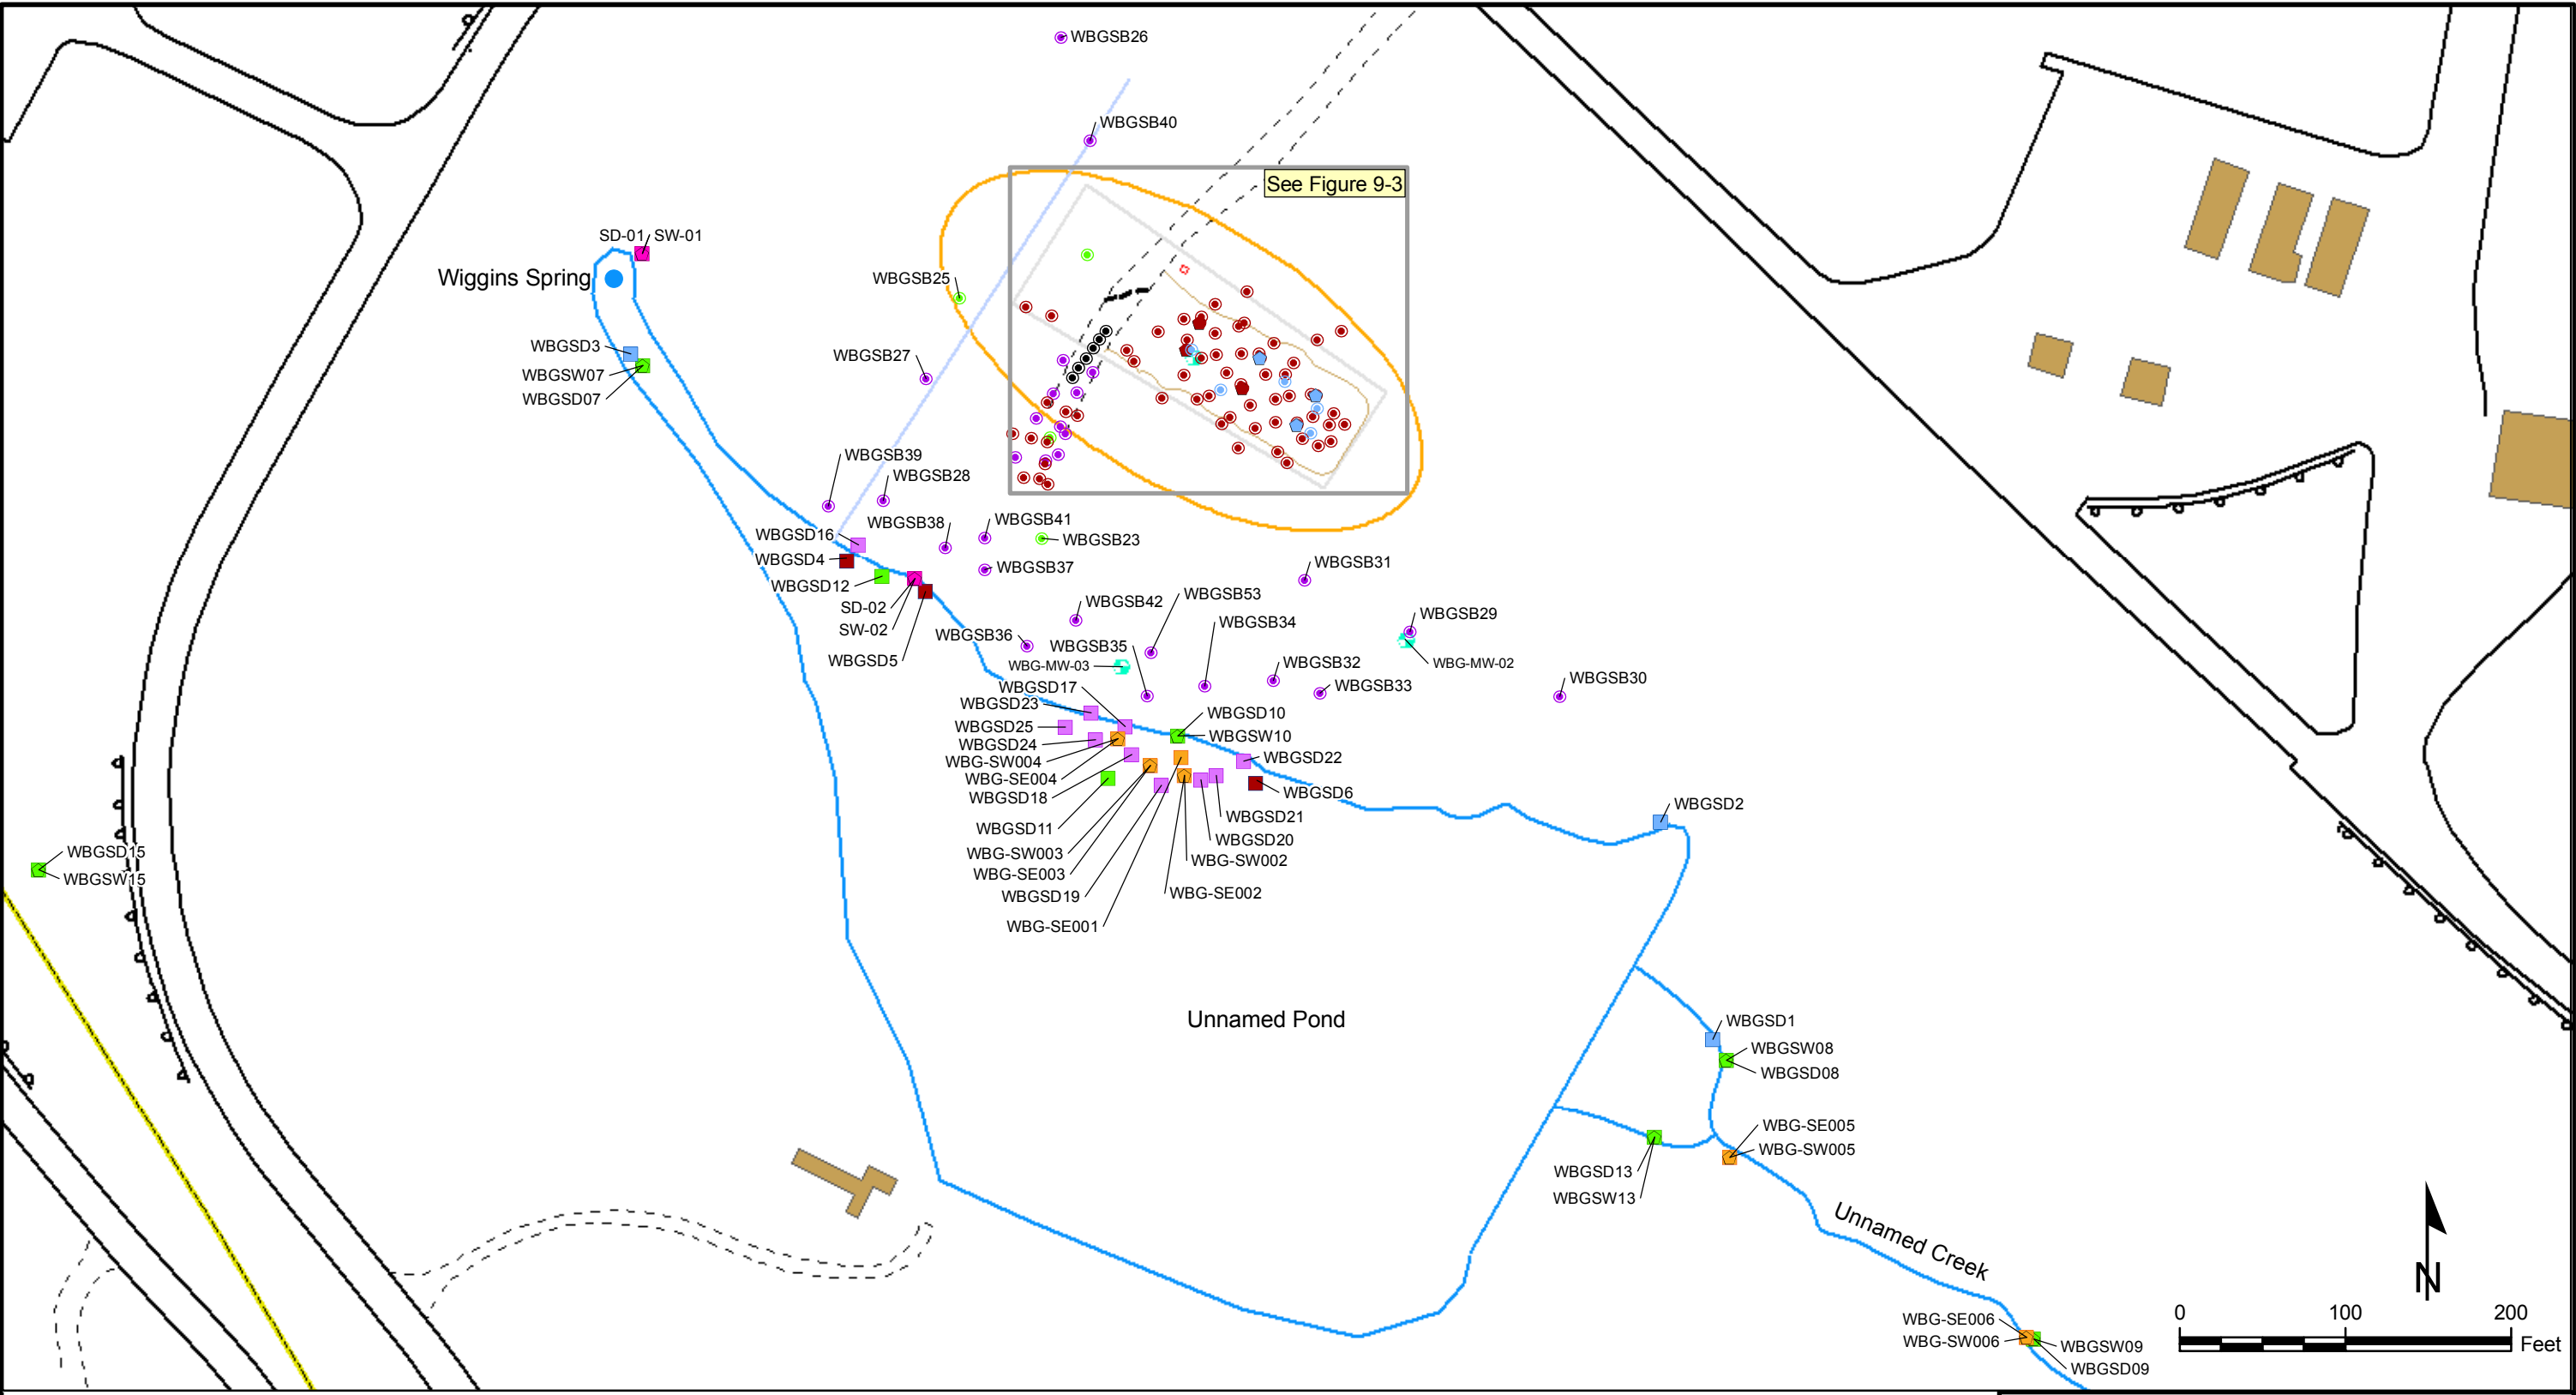 WBGSB26
WBGSB40
See Figure 9-3
SD-01
SW-01
Wiggins Spring
WBGSB25
WBGSD3
WBGSB27
WBGSW07
WBGSD07
WBGSB39
WBGSB28
WBGSB38
WBGSB41
WBGSD16
WBGSB23
WBGSD4
WBGSB37
WBGSB31
WBGSD12
SD-02
WBGSB42
WBGSB53
SW-02
WBGSB29
WBGSB34
WBGSB36
WBGSB35
WBGSD5
WBG-MW-03
WBGSB32
WBG-MW-02
WBGSD17
WBGSB33
WBGSB30
WBGSD23
WBGSD10
WBGSD25
WBGSW10
WBGSD24
WBG-SW004
WBGSD22
WBG-SE004
WBGSD18
WBGSD6
WBGSD2
WBGSD21
WBGSD11
WBGSD20
WBGSD15
WBG-SW003
WBG-SW002
WBG-SE003
WBGSW15
WBGSD19
WBG-SE002
WBG-SE001
Unnamed Pond
WBGSD1
WBGSW08
WBGSD08
WBG-SE005
WBG-SW005
WBGSD13
WBGSW13
Unnamed Creek
N
0 100 200
Feet
WBG-SE006
WBG-SW006
WBGSW09
WBGSD09